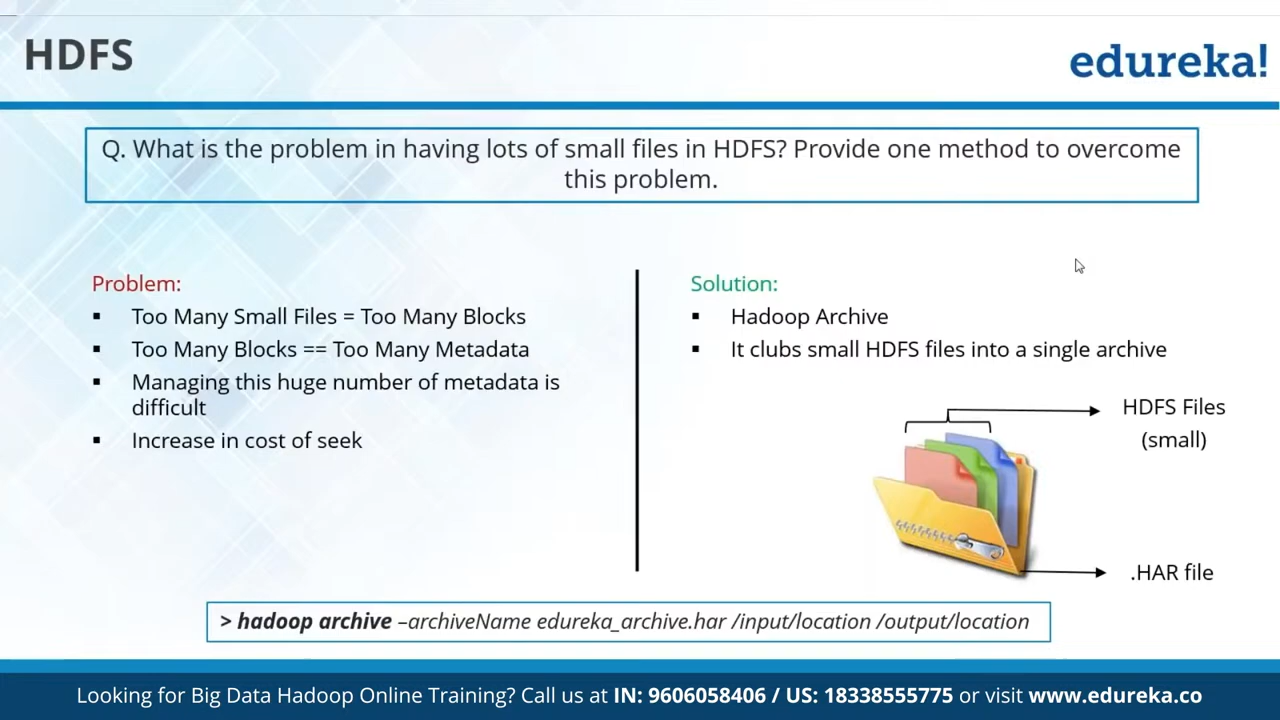 HDFS
edureka!
Q. What is the problem in having lots of small files in HDFS? Provide one method to overcome
this problem.
Problem:
▪ Too Many Small Files = Too Many Blocks
▪ Too Many Blocks == Too Many Metadata
▪ Managing this huge number of metadata is
difficult
▪ Increase in cost of seek
Solution:
▪ Hadoop Archive
▪ It clubs small HDFS files into a single archive
HDFS Files
(small)
.HAR file
> hadoop archive –archiveName edureka_archive.har /input/location /output/location
Looking for Big Data Hadoop Online Training? Call us at IN: 9606058406 / US: 18338555775 or visit www.edureka.co